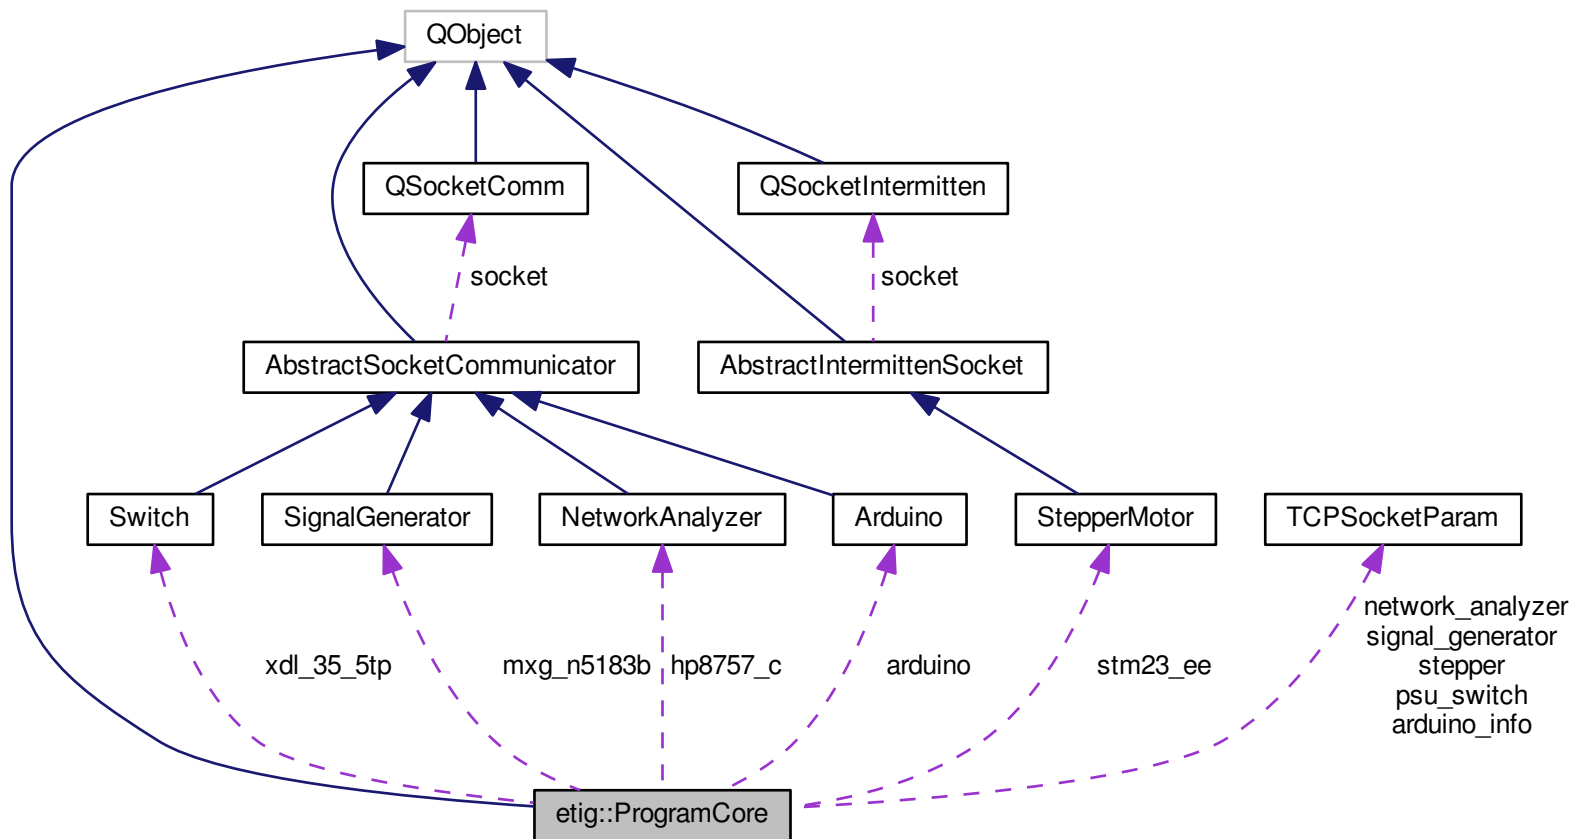 QObject
QSocketComm
QSocketIntermitten
socket
socket
AbstractSocketCommunicator
AbstractIntermittenSocket
Switch
SignalGenerator
NetworkAnalyzer
Arduino
StepperMotor
TCPSocketParam
xdl_35_5tp
mxg_n5183b
hp8757_c
arduino
stm23_ee
network_analyzer
signal_generator
stepper
psu_switch
arduino_info
etig::ProgramCore